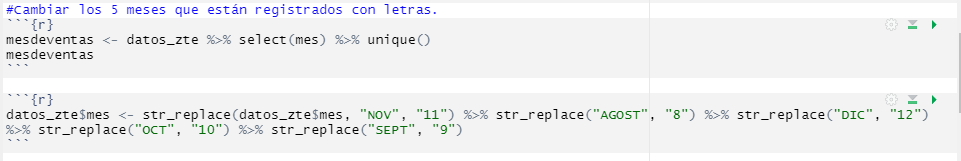 #Cambiar los 5 meses que están registrados con letras.
```{r}
mesdeventas <- datos_zte %>% select(mes) %>% unique()
mesdeventas
```
```{r}
datos_zte$mes <- str_replace(datos_zte$mes, "NOV", "11") %>% str_replace("AGOST", "8") %>% str_replace("DIC", "12")
%>% str_replace("OCT", "10") %>% str_replace("SEPT", "9")
```